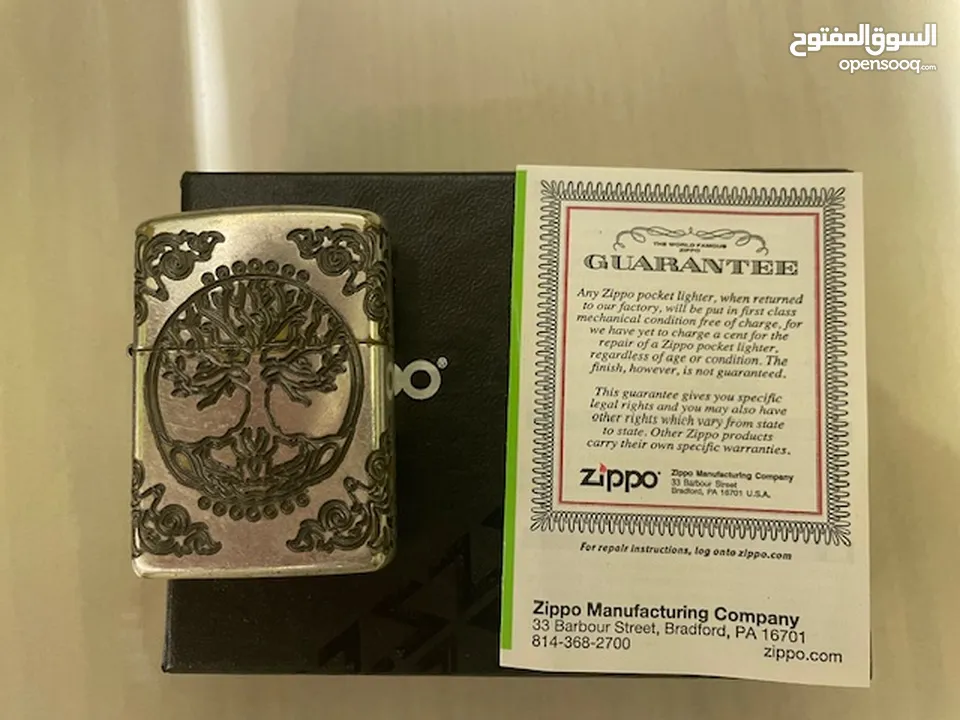 السوق المفتوح
opensooq.com
THE WORLD FAMOUS
ZIPPO
GUARANTEE
Any Zippo pocket lighter, when returned
to our factory, will be put in first class
mechanical condition free of charge, for
we have yet to charge a cent for the
repair of a Zippo pocket lighter,
regardless of age or condition. The
finish, however, is not guaranteed.
This guarantee gives you specific
legal rights and you may also have
other rights which vary from state
to state. Other Zippo products
carry their own specific warranties.
zippo
Zippo Manufacturing Company
33 Barbour Street
Bradford, PA 16701 U.S.A.
For repair instructions, log onto zippo.com
Zippo Manufacturing Company
33 Barbour Street, Bradford, PA 16701
814-368-2700
zippo.com